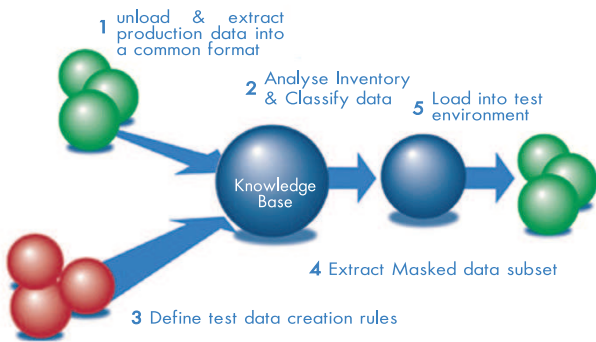 1 unload & extract
production data into
a common format
2 Analyse Inventory
& Classify data
5 Load into test
environment
Knowledge
Base
4 Extract Masked data subset
3 Define test data creation rules